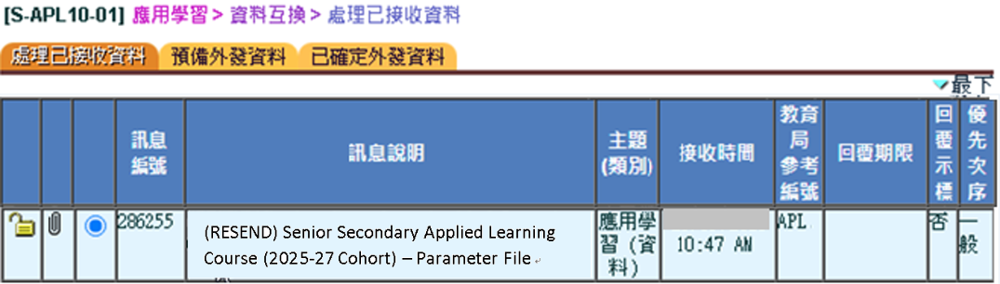 [S-APL10-01] 應用學習 > 資料互換 > 處理已接收資料
處理已接收資料 預備外發資料 已確定外發資料
最下
訊息
編號
訊息說明
主題
(類別)
接收時間
教育
局
參考
編號
回覆期限
回
覆
示
標
優
先
次
序
286255
(RESEND) Senior Secondary Applied Learning
Course (2025-27 Cohort) – Parameter File
應用學
習 (資
料)
10:47 AM
APL
否
一
般